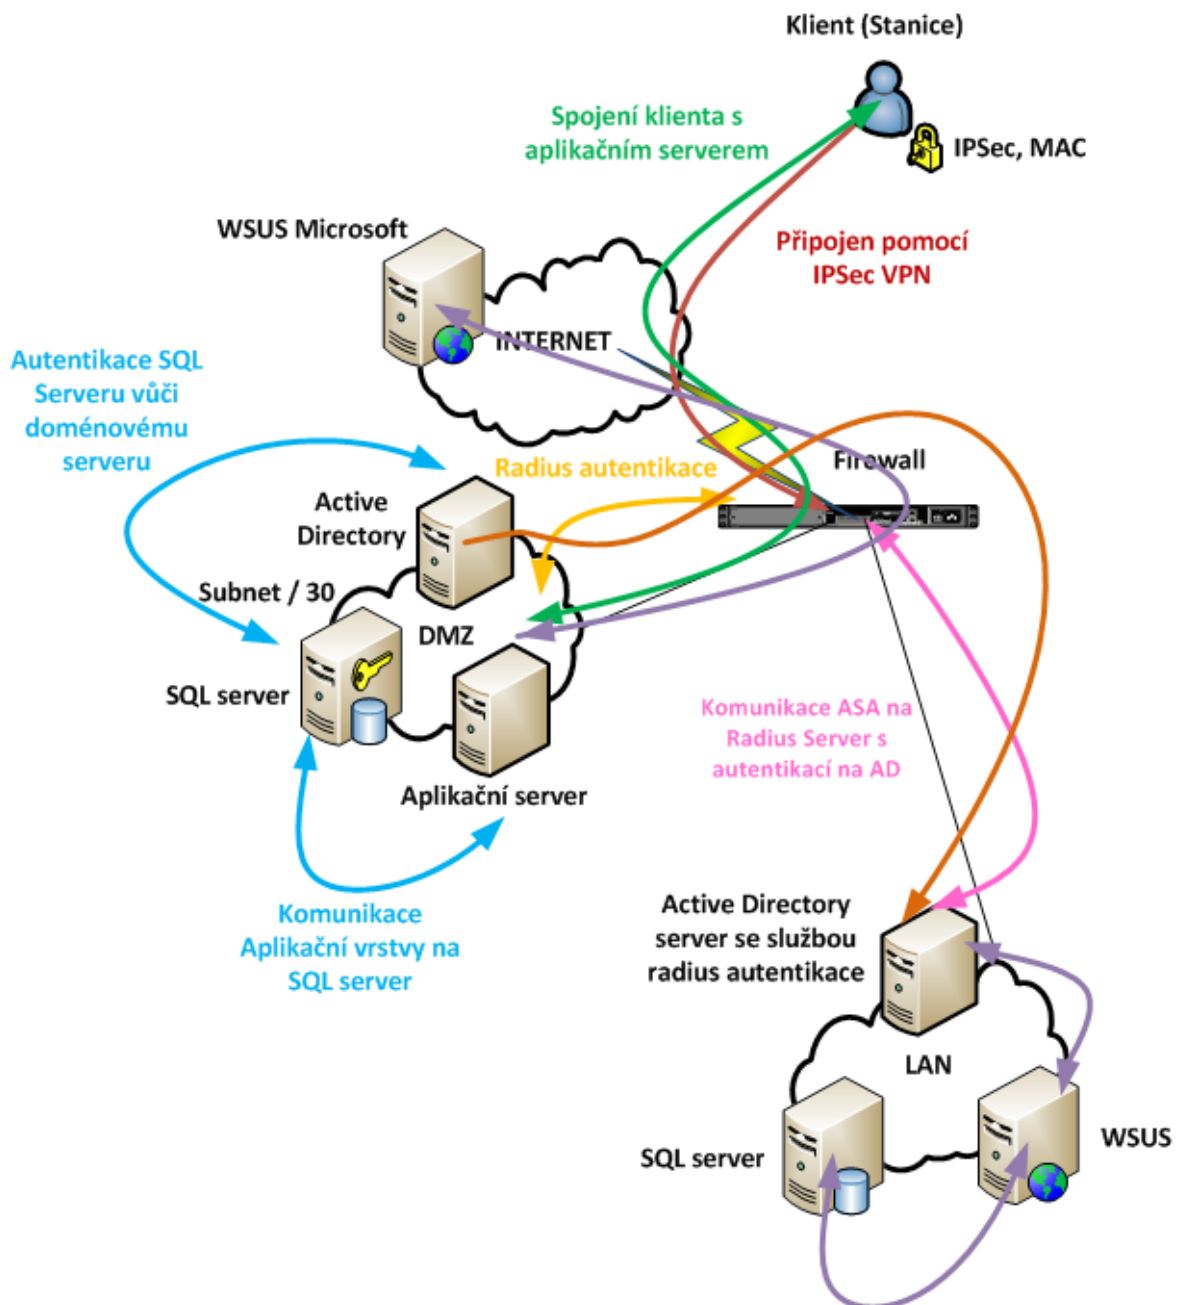 Klient (Stanice)
Spojení klienta s
aplikačním serverem
IPSec, MAC
WSUS Microsoft
Připojen pomocí
IPSec VPN
INTERNET
Autentikace SQL
Serveru vůči
doménovému
serveru
Radius autentikace
Firewall
Active
Directory
Subnet / 30
DMZ
SQL server
Komunikace ASA na
Radius Server s
autentikací na AD
Aplikační server
Komunikace
Aplikační vrstvy na
SQL server
Active Directory
server se službou
radius autentikace
LAN
WSUS
SQL server